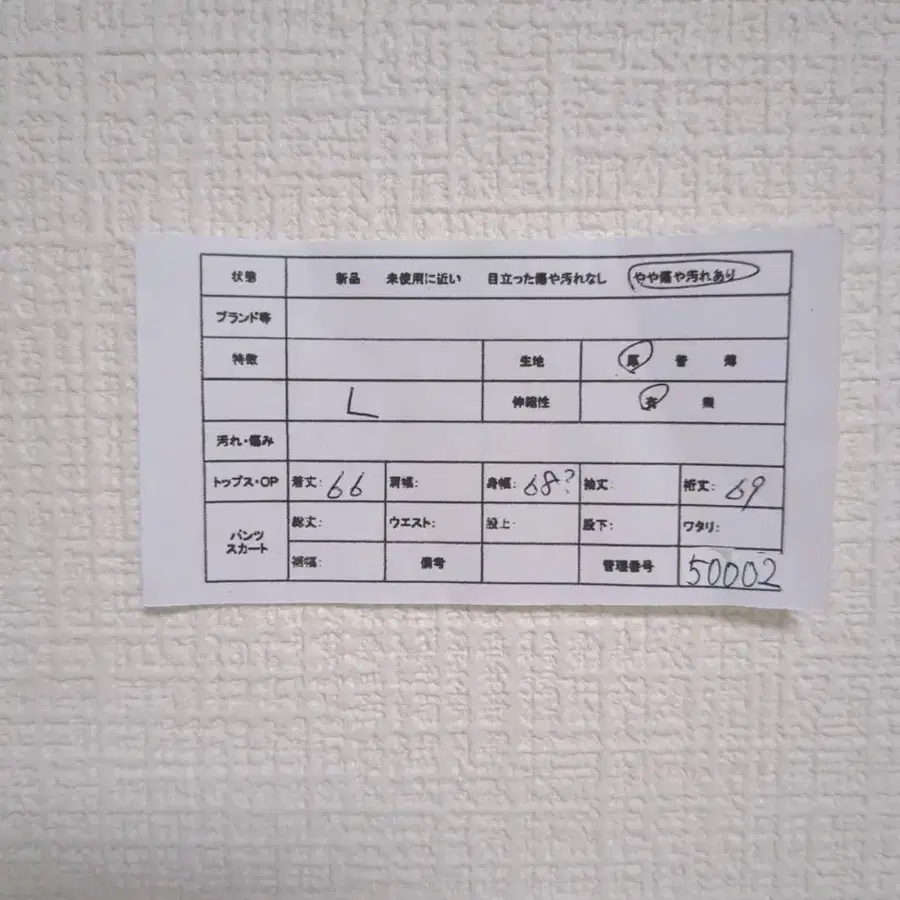 状態 新品 未使用に近い 目立った傷や汚れなし やや傷や汚れあり
ブランド等
特徴 生地 厚 普 薄
L 伸縮性 有 無
汚れ・傷み
トップス・OP 着丈: 66 肩幅: 身幅: 68? 袖丈: 裄丈: 69
パンツ スカート 総丈: ウエスト: 股上: 股下: ワタリ:
裾幅: 備考 管理番号 50002